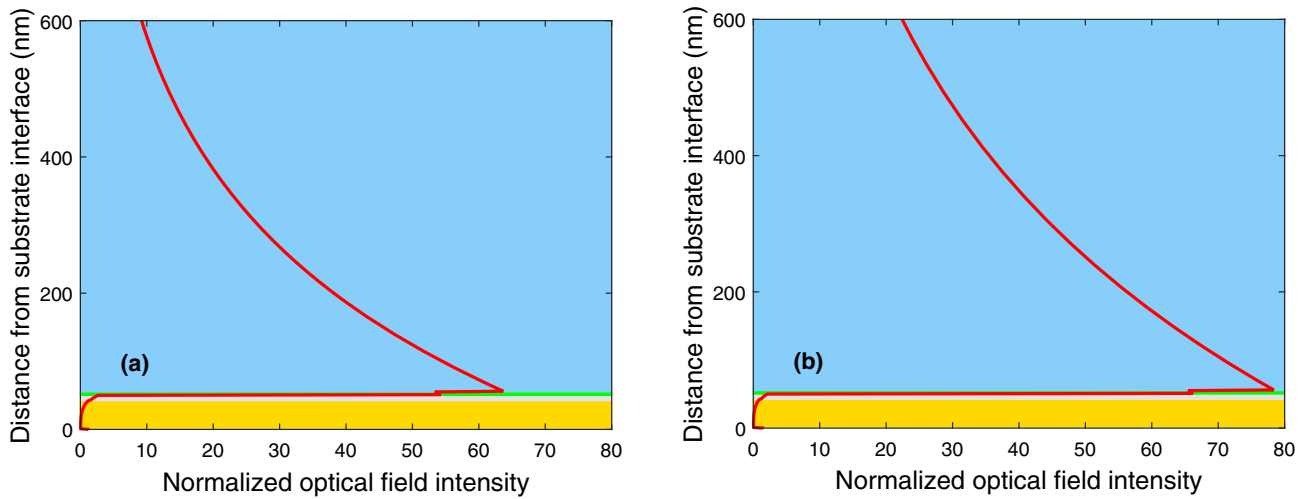 Distance from substrate interface (nm)
600
400
200
0
(a)
0 10 20 30 40 50 60 70 80
Normalized optical field intensity
Distance from substrate interface (nm)
600
400
200
0
(b)
0 10 20 30 40 50 60 70 80
Normalized optical field intensity